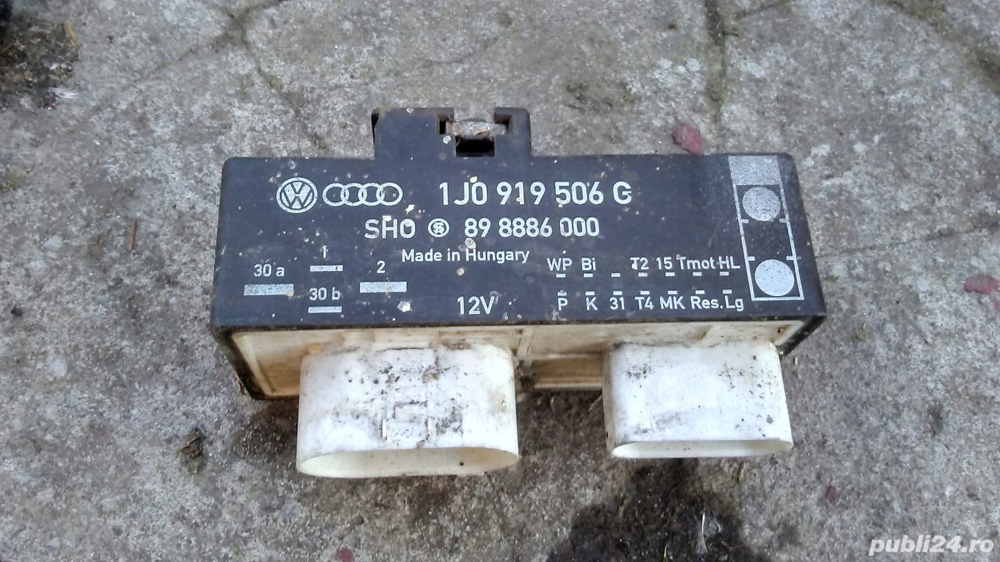 1J0 919 506 G
SHO S 89 8886 000
Made in Hungary
30 a 1 2
30 b
12V
WP Bi T2 15 Tmot HL
P K 31 T4 MK Res. Lg
publi24.ro